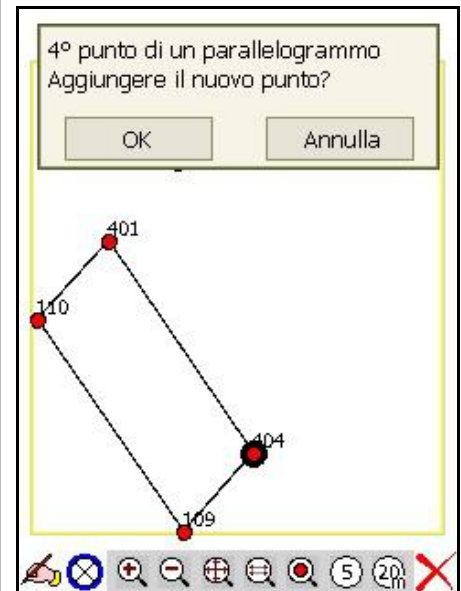 4° punto di un parallelogrammo
Aggiungere il nuovo punto?
OK Annulla
401
110
404
109
5 20 m